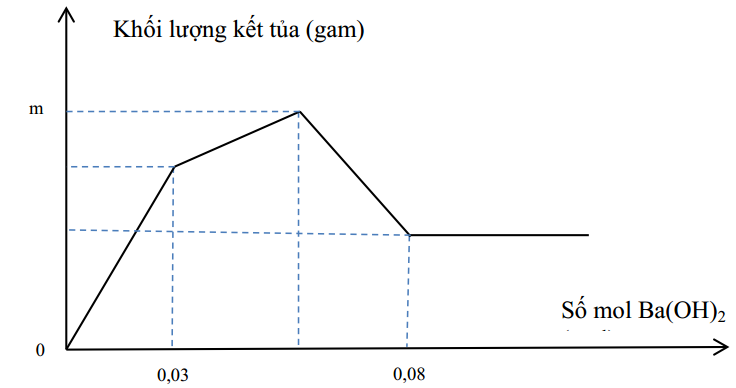 Khối lượng kết tủa (gam)
m
Số mol Ba(OH)₂
0
0,03
0,08